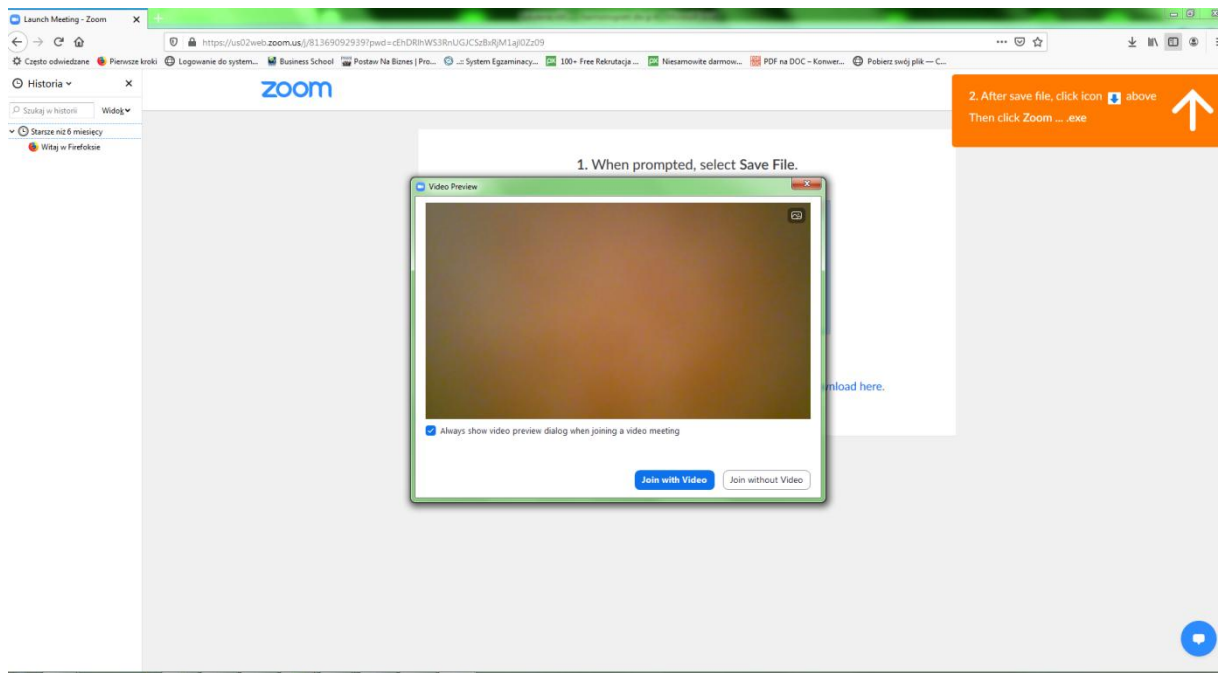 Launch Meeting - Zoom
https://us02web.zoom.us/j/81369092939?pwd=
Często odwiedzane Pierwsze kroki Logowanie do system... Business School Postaw Na Biznes | Pro... ..:: System Egzaminacy... 100+ Free Rekrutacja ... Niesamowite darmow... PDF na DOC – Konwer... Pobierz swój plik — C...
Historia
Szukaj w historii Widok
Starsze niż 6 miesięcy
Witaj w Firefoksie
zoom
2. After save file, click icon above
Then click Zoom ... .exe
1. When prompted, select Save File.
Video Preview
nload here.
Always show video preview dialog when joining a video meeting
Join with Video Join without Video